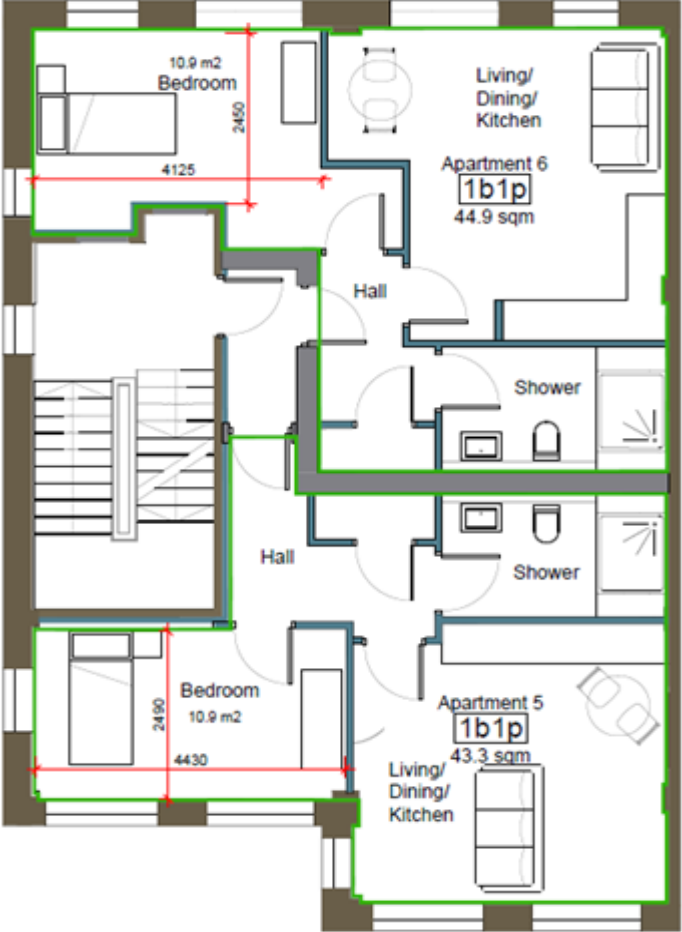 10.9 m2
Bedroom
2450
4125
Living/
Dining/
Kitchen
Apartment 6
1b1p
44.9 sqm
Hall
Shower
Hall
Shower
Bedroom
10.9 m2
2490
4430
Apartment 5
1b1p
43.3 sqm
Living/
Dining/
Kitchen